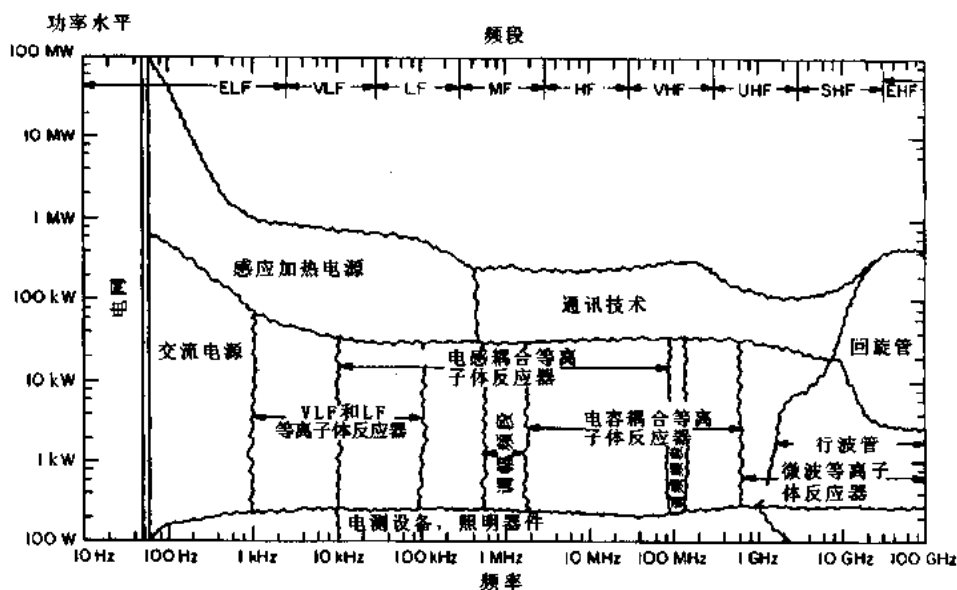 功率水平
频段
100 MW
10 MW
1 MW
100 kW
10 kW
1 kW
100 W
ELF
VLF
LF
MF
HF
VHF
UHF
SHF
EHF
电网
感应加热电源
通讯技术
交流电源
回旋管
电感耦合等离
子体反应器
VLF和LF
等离子体反应器
调幅频段
电容耦合等离
子体反应器
行波管
微波等离子
体反应器
电测设备，照明器件
10 Hz
100 Hz
1 kHz
10 kHz
100 kHz
1 MHz
10 MHz
100 MHz
1 GHz
10 GHz
100 GHz
频率